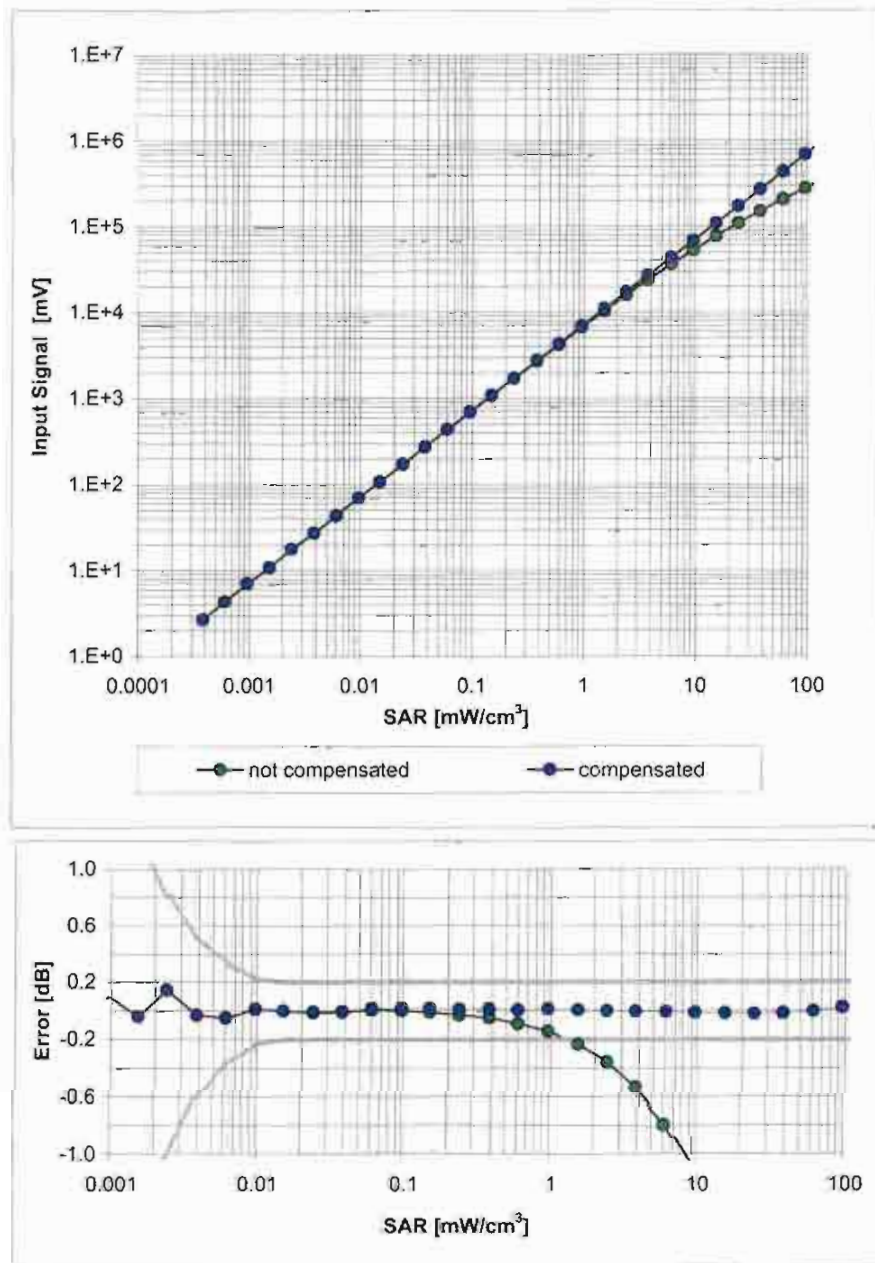 1.E+7
1.E+6
1.E+5
1.E+4
1.E+3
1.E+2
1.E+1
1.E+0
Input Signal [mV]
0.0001 0.001 0.01 0.1 1 10 100
SAR [mW/cm³]
not compensated compensated
1.0
0.6
0.2
-0.2
-0.6
-1.0
Error [dB]
0.001 0.01 0.1 1 10 100
SAR [mW/cm³]